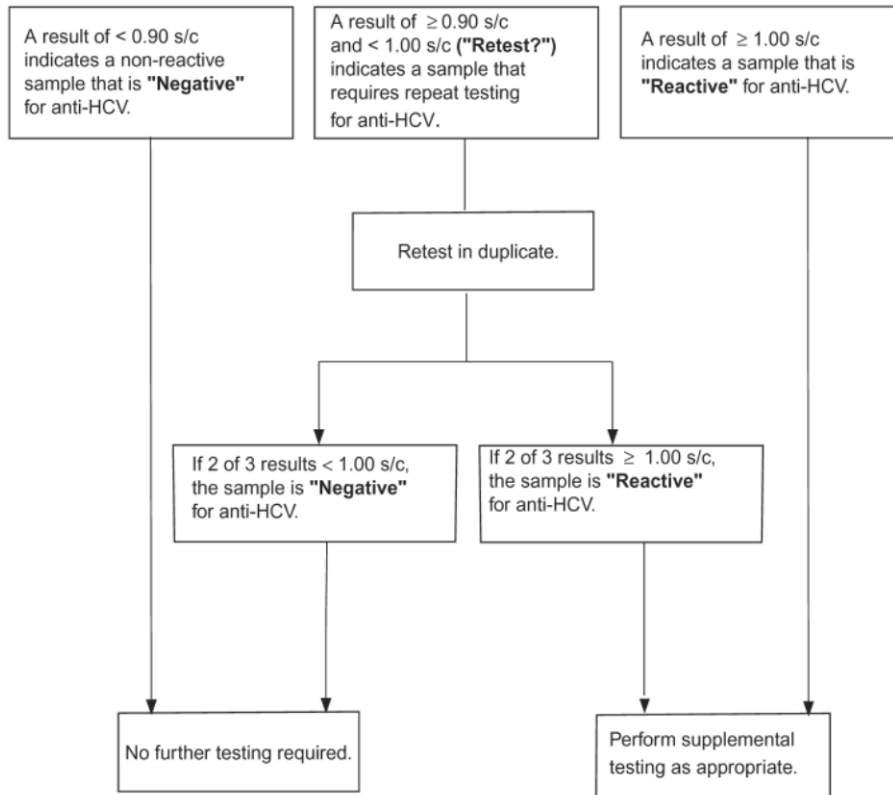 A result of < 0.90 s/c
indicates a non-reactive
sample that is "Negative"
for anti-HCV.
A result of ≥ 0.90 s/c
and < 1.00 s/c ("Retest?")
indicates a sample that
requires repeat testing
for anti-HCV.
A result of ≥ 1.00 s/c
indicates a sample that is
"Reactive" for anti-HCV.
Retest in duplicate.
If 2 of 3 results < 1.00 s/c,
the sample is "Negative"
for anti-HCV.
If 2 of 3 results ≥ 1.00 s/c,
the sample is "Reactive"
for anti-HCV.
No further testing required.
Perform supplemental
testing as appropriate.